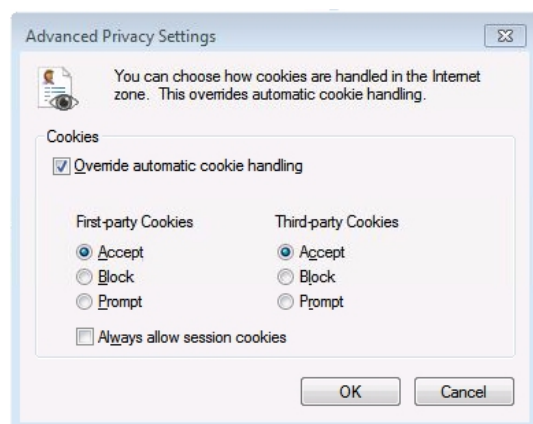 Advanced Privacy Settings
You can choose how cookies are handled in the Internet
zone. This overrides automatic cookie handling.
Cookies
Override automatic cookie handling
First-party Cookies Third-party Cookies
Accept Accept
Block Block
Prompt Prompt
Always allow session cookies
OK Cancel